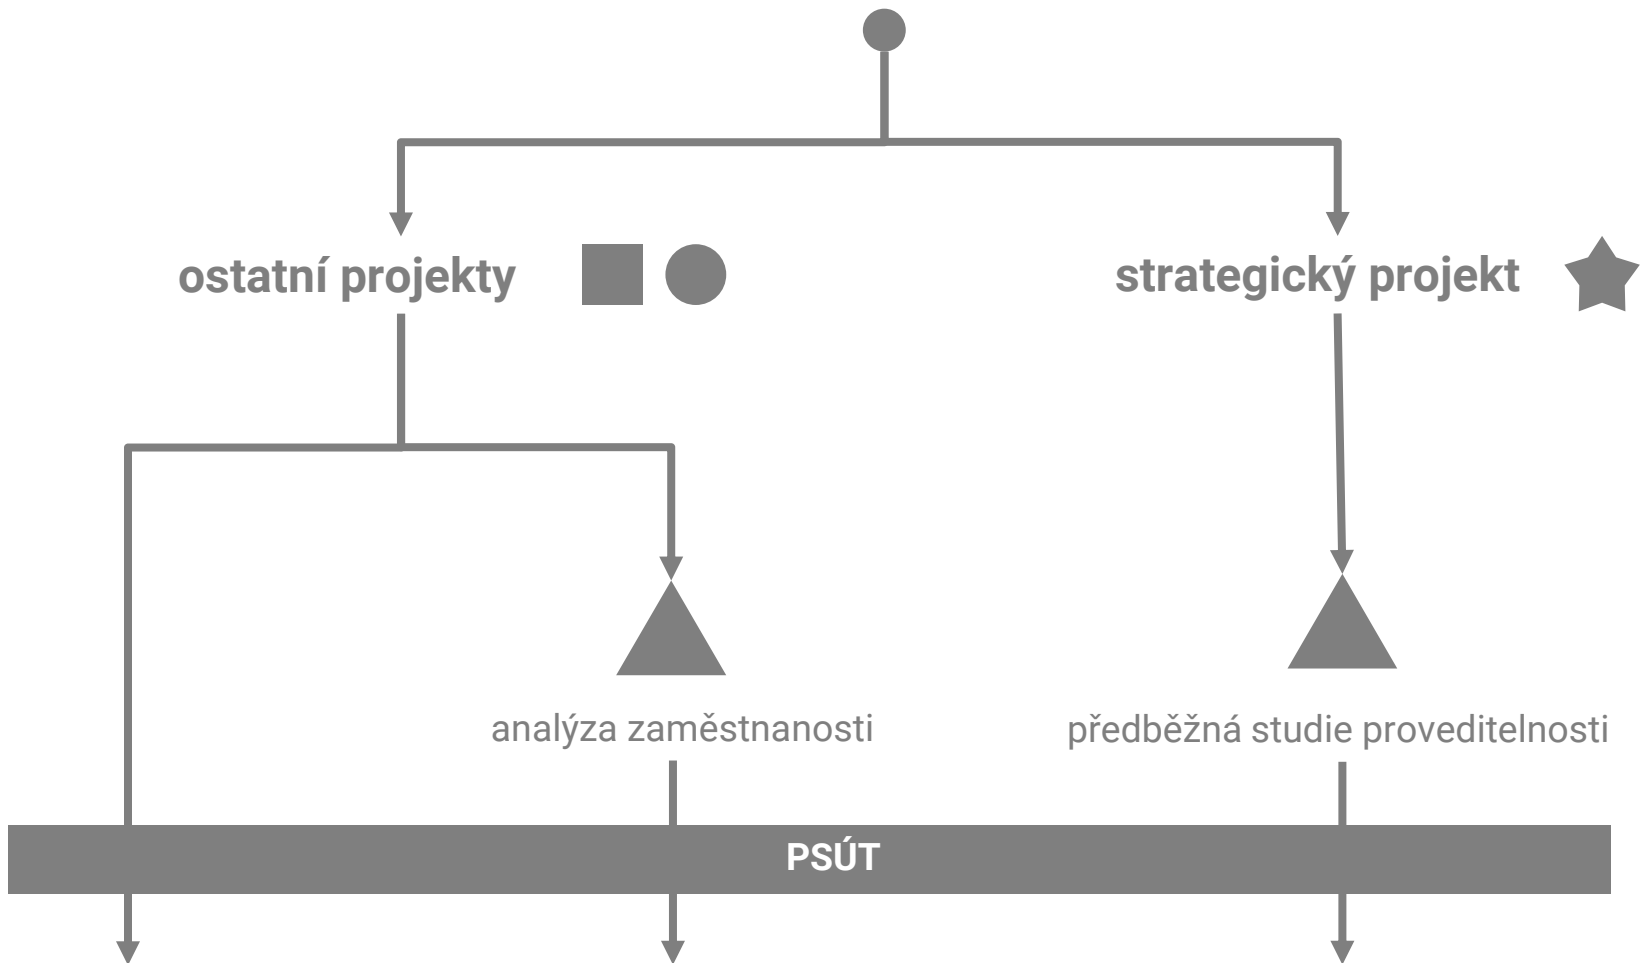 ostatní projekty
strategický projekt
analýza zaměstnanosti
předběžná studie proveditelnosti
PSÚT